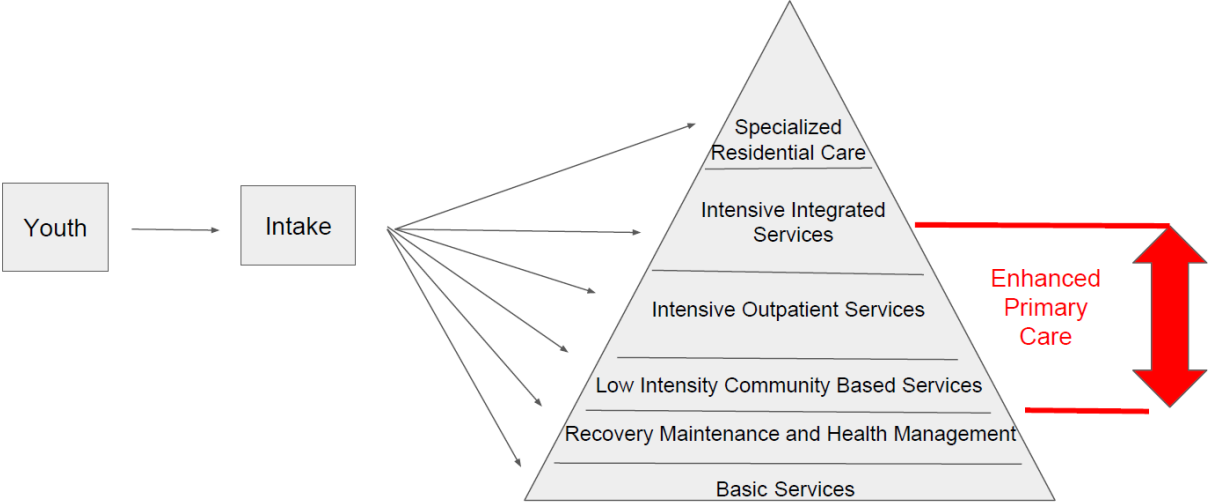 Youth
Intake
Specialized
Residential Care
Intensive Integrated
Services
Intensive Outpatient Services
Low Intensity Community Based Services
Recovery Maintenance and Health Management
Basic Services
Enhanced
Primary
Care